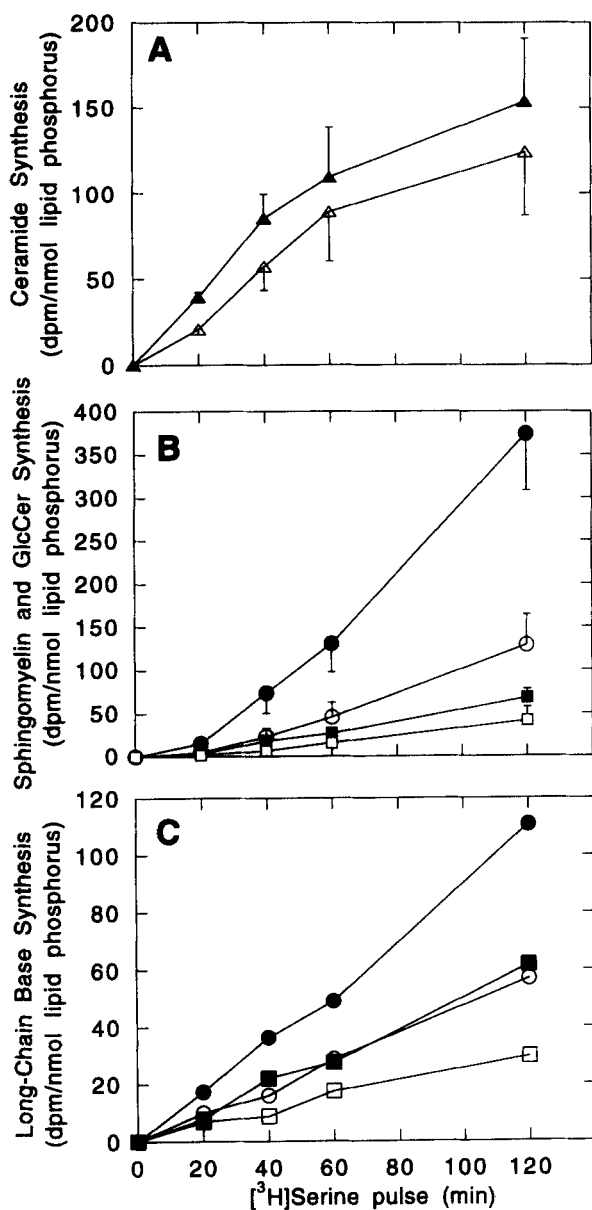 A
Ceramide Synthesis
(dpm/nmol lipid phosphorus)
200
150
100
50
0
B
Sphingomyelin and GlcCer Synthesis
(dpm/nmol lipid phosphorus)
400
350
300
250
200
150
100
50
0
C
Long-Chain Base Synthesis
(dpm/nmol lipid phosphorus)
120
100
80
60
40
20
0
0 20 40 60 80 100 120
[³H]Serine pulse (min)